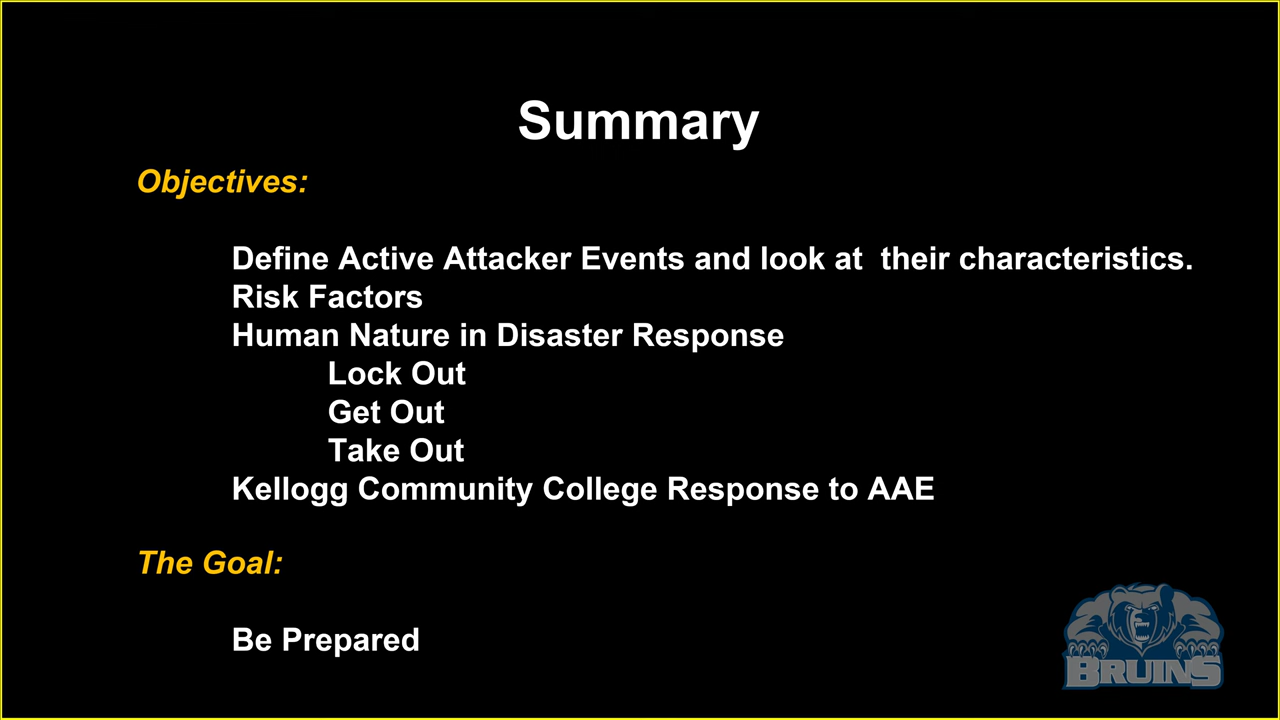 Summary
Objectives:
Define Active Attacker Events and look at  their characteristics.
Risk Factors
Human Nature in Disaster Response
Lock Out
Get Out
Take Out
Kellogg Community College Response to AAE
The Goal:
Be Prepared
BRUINS